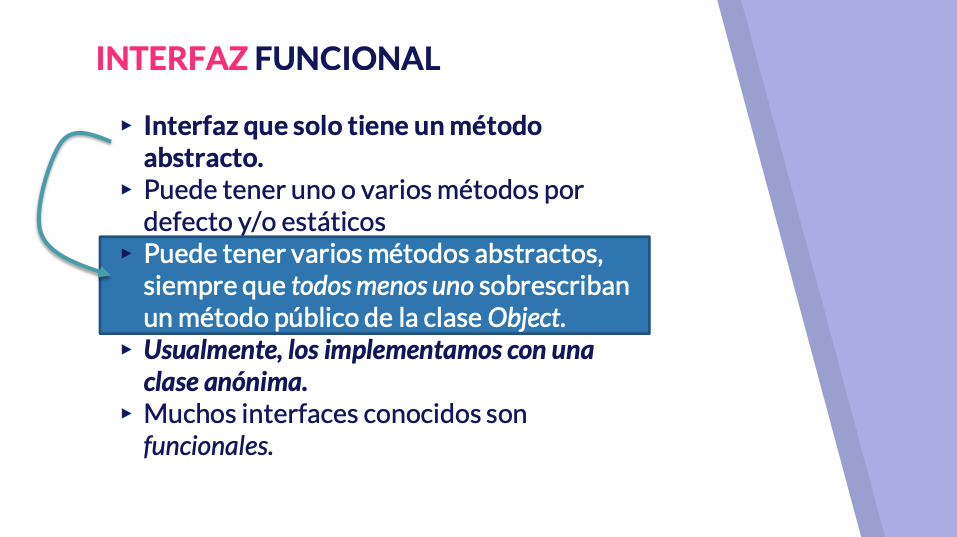 INTERFAZ FUNCIONAL
▸ Interfaz que solo tiene un método
abstracto.
▸ Puede tener uno o varios métodos por
defecto y/o estáticos
▸ Puede tener varios métodos abstractos,
siempre que todos menos uno sobrescriban
un método público de la clase Object.
▸ Usualmente, los implementamos con una
clase anónima.
▸ Muchos interfaces conocidos son
funcionales.